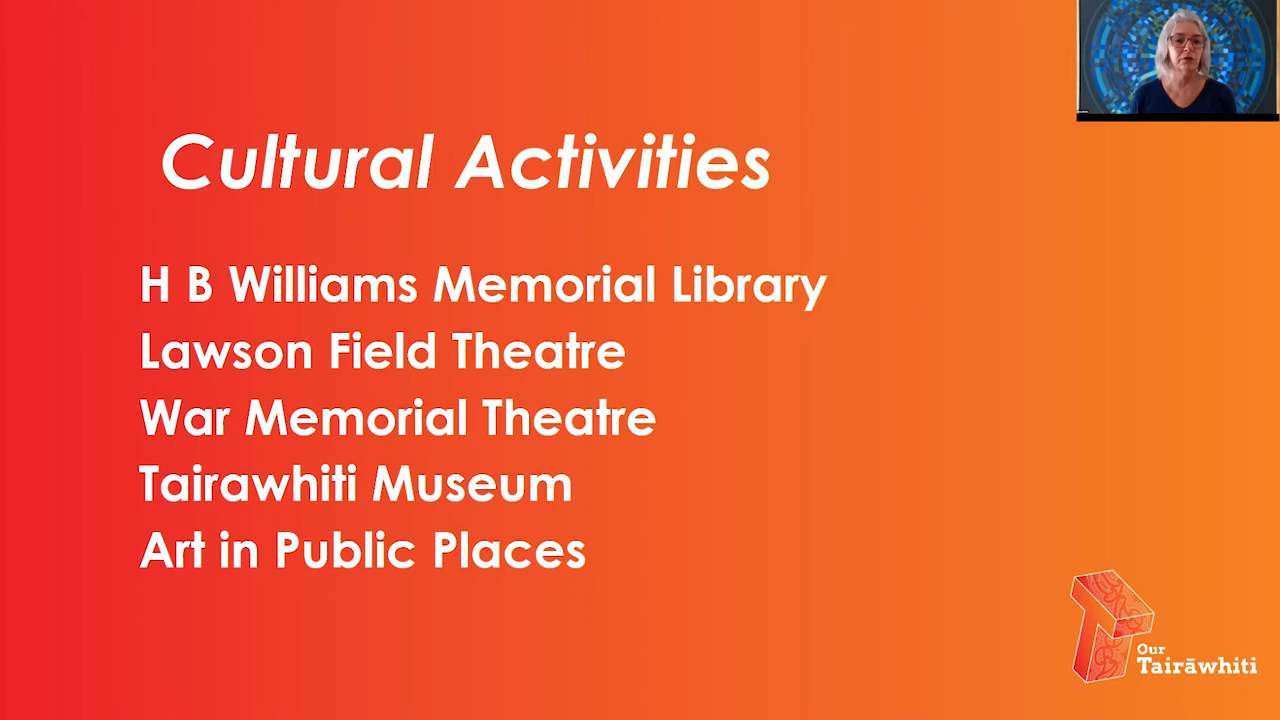 Cultural Activities
H B Williams Memorial Library
Lawson Field Theatre
War Memorial Theatre
Tairawhiti Museum
Art in Public Places
Our
Tairāwhiti